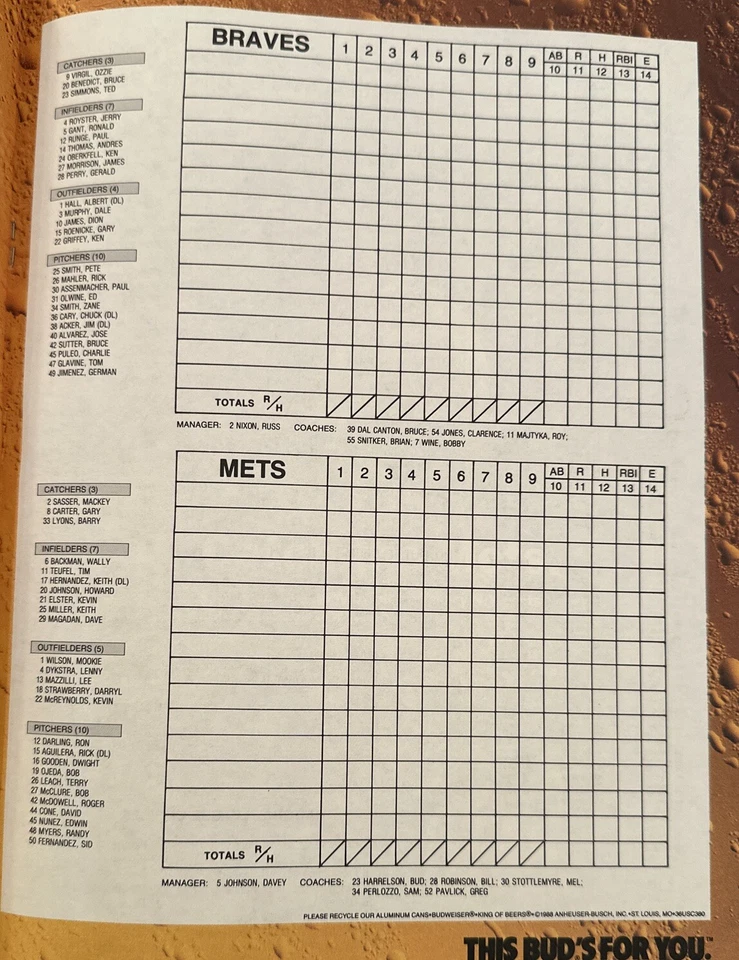 BRAVES 1 2 3 4 5 6 7 8 9 AB R H RBI E
10 11 12 13 14
CATCHERS (3)
9 VIRGIL, OZZIE
20 BENEDICT, BRUCE
23 SIMMONS, TED
INFIELDERS (7)
4 ROYSTER, JERRY
5 GANT, RONALD
12 RUNGE, PAUL
14 THOMAS, ANDRES
24 OBERKFELL, KEN
27 MORRISON, JAMES
28 PERRY, GERALD
OUTFIELDERS (4)
1 HALL, ALBERT (DL)
3 MURPHY, DALE
10 JAMES, DION
15 ROENICKE, GARY
22 GRIFFEY, KEN
PITCHERS (10)
25 SMITH, PETE
26 MAHLER, RICK
30 ASSENMACHER, PAUL
31 OLWINE, ED
34 SMITH, ZANE
36 CARY, CHUCK (DL)
38 ACKER, JIM (DL)
40 ALVAREZ, JOSE
42 SUTTER, BRUCE
45 PULEO, CHARLIE
47 GLAVINE, TOM
49 JIMENEZ, GERMAN
TOTALS R/H
MANAGER: 2 NIXON, RUSS COACHES: 39 DAL CANTON, BRUCE; 54 JONES, CLARENCE; 11 MAJTYKA, ROY;
55 SNITKER, BRIAN; 7 WINE, BOBBY
METS 1 2 3 4 5 6 7 8 9 AB R H RBI E
10 11 12 13 14
CATCHERS (3)
2 SASSER, MACKEY
8 CARTER, GARY
33 LYONS, BARRY
INFIELDERS (7)
6 BACKMAN, WALLY
11 TEUFEL, TIM
17 HERNANDEZ, KEITH (DL)
20 JOHNSON, HOWARD
21 ELSTER, KEVIN
25 MILLER, KEITH
29 MAGADAN, DAVE
OUTFIELDERS (5)
1 WILSON, MOOKIE
4 DYKSTRA, LENNY
13 MAZZILLI, LEE
18 STRAWBERRY, DARRYL
22 McREYNOLDS, KEVIN
PITCHERS (10)
12 DARLING, RON
15 AGUILERA, RICK (DL)
16 GOODEN, DWIGHT
19 OJEDA, BOB
26 LEACH, TERRY
27 McCLURE, BOB
42 McDOWELL, ROGER
44 CONE, DAVID
45 NUNEZ, EDWIN
48 MYERS, RANDY
50 FERNANDEZ, SID
TOTALS R/H
MANAGER: 5 JOHNSON, DAVEY COACHES: 23 HARRELSON, BUD; 28 ROBINSON, BILL; 30 STOTTLEMYRE, MEL;
34 PERLOZZO, SAM; 52 PAVLICK, GREG
PLEASE RECYCLE OUR ALUMINUM CANS•BUDWEISER®•KING OF BEERS®•©1988 ANHEUSER-BUSCH, INC.•ST. LOUIS, MO•36USC380
THIS BUD'S FOR YOU.™